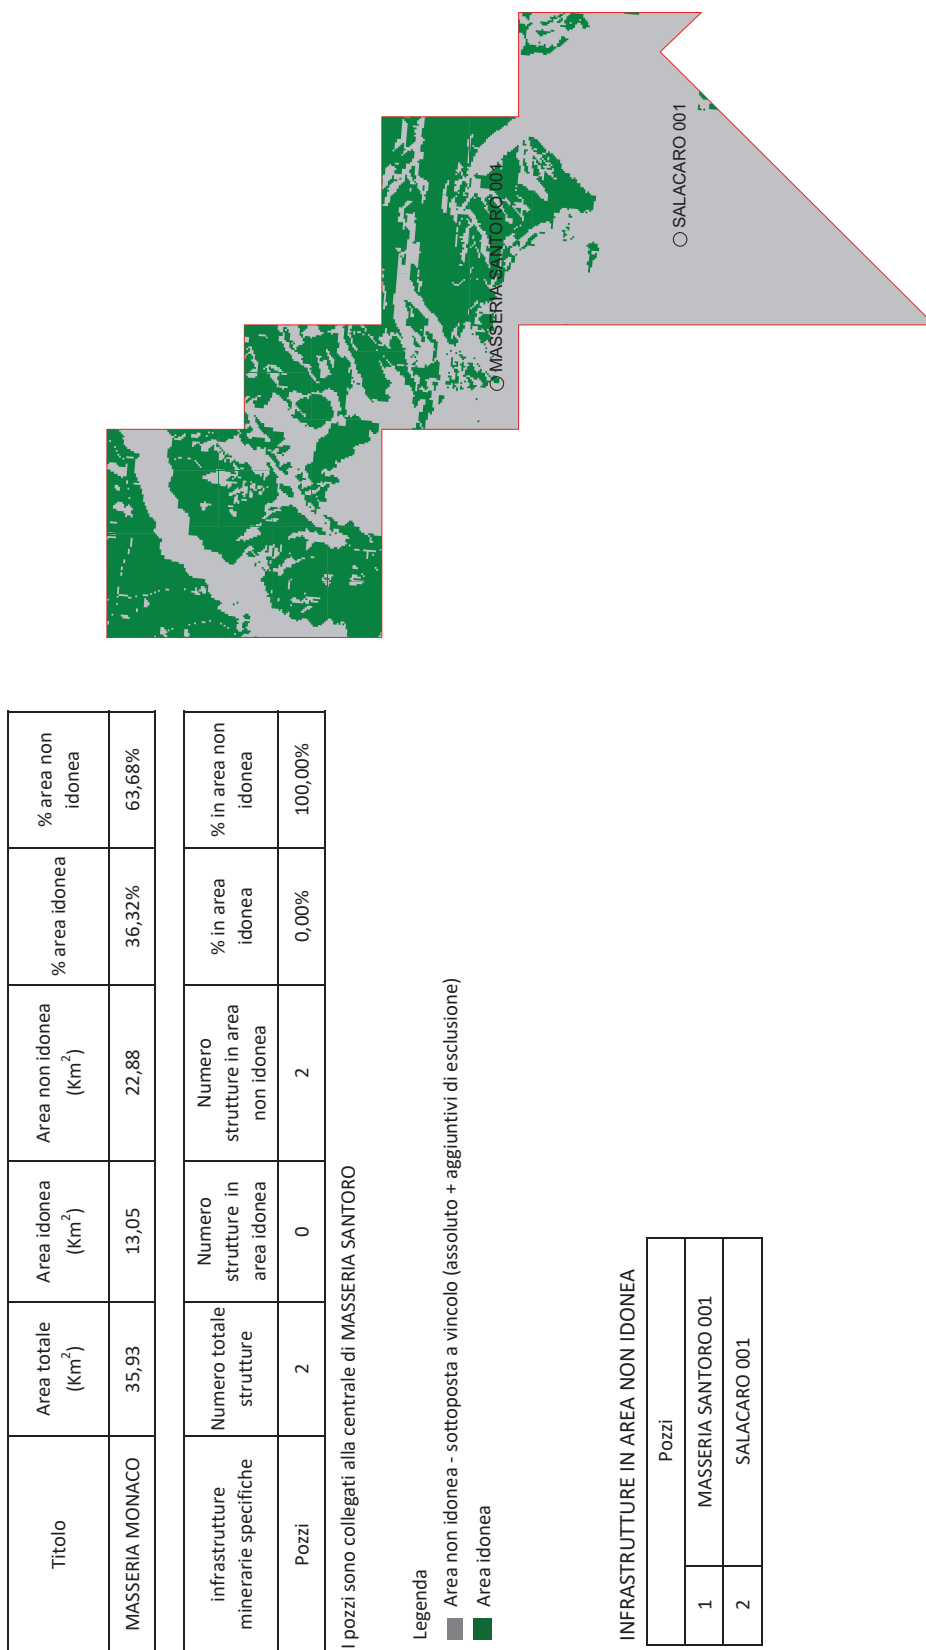 Titolo
Area totale
(Km²)
Area idonea
(Km²)
Area non idonea
(Km²)
% area idonea
% area non
idonea
MASSERIA MONACO
35,93
13,05
22,88
36,32%
63,68%
infrastrutture
minerarie specifiche
Numero totale
strutture
Numero
strutture in
area idonea
Numero
strutture in area
non idonea
% in area
idonea
% in area non
idonea
Pozzi
2
0
2
0,00%
100,00%
I pozzi sono collegati alla centrale di MASSERIA SANTORO
Legenda
Area non idonea - sottoposta a vincolo (assoluto + aggiuntivi di esclusione)
Area idonea
INFRASTRUTTURE IN AREA NON IDONEA
Pozzi
1
MASSERIA SANTORO 001
2
SALACARO 001
MASSERIA SANTORO 001
SALACARO 001